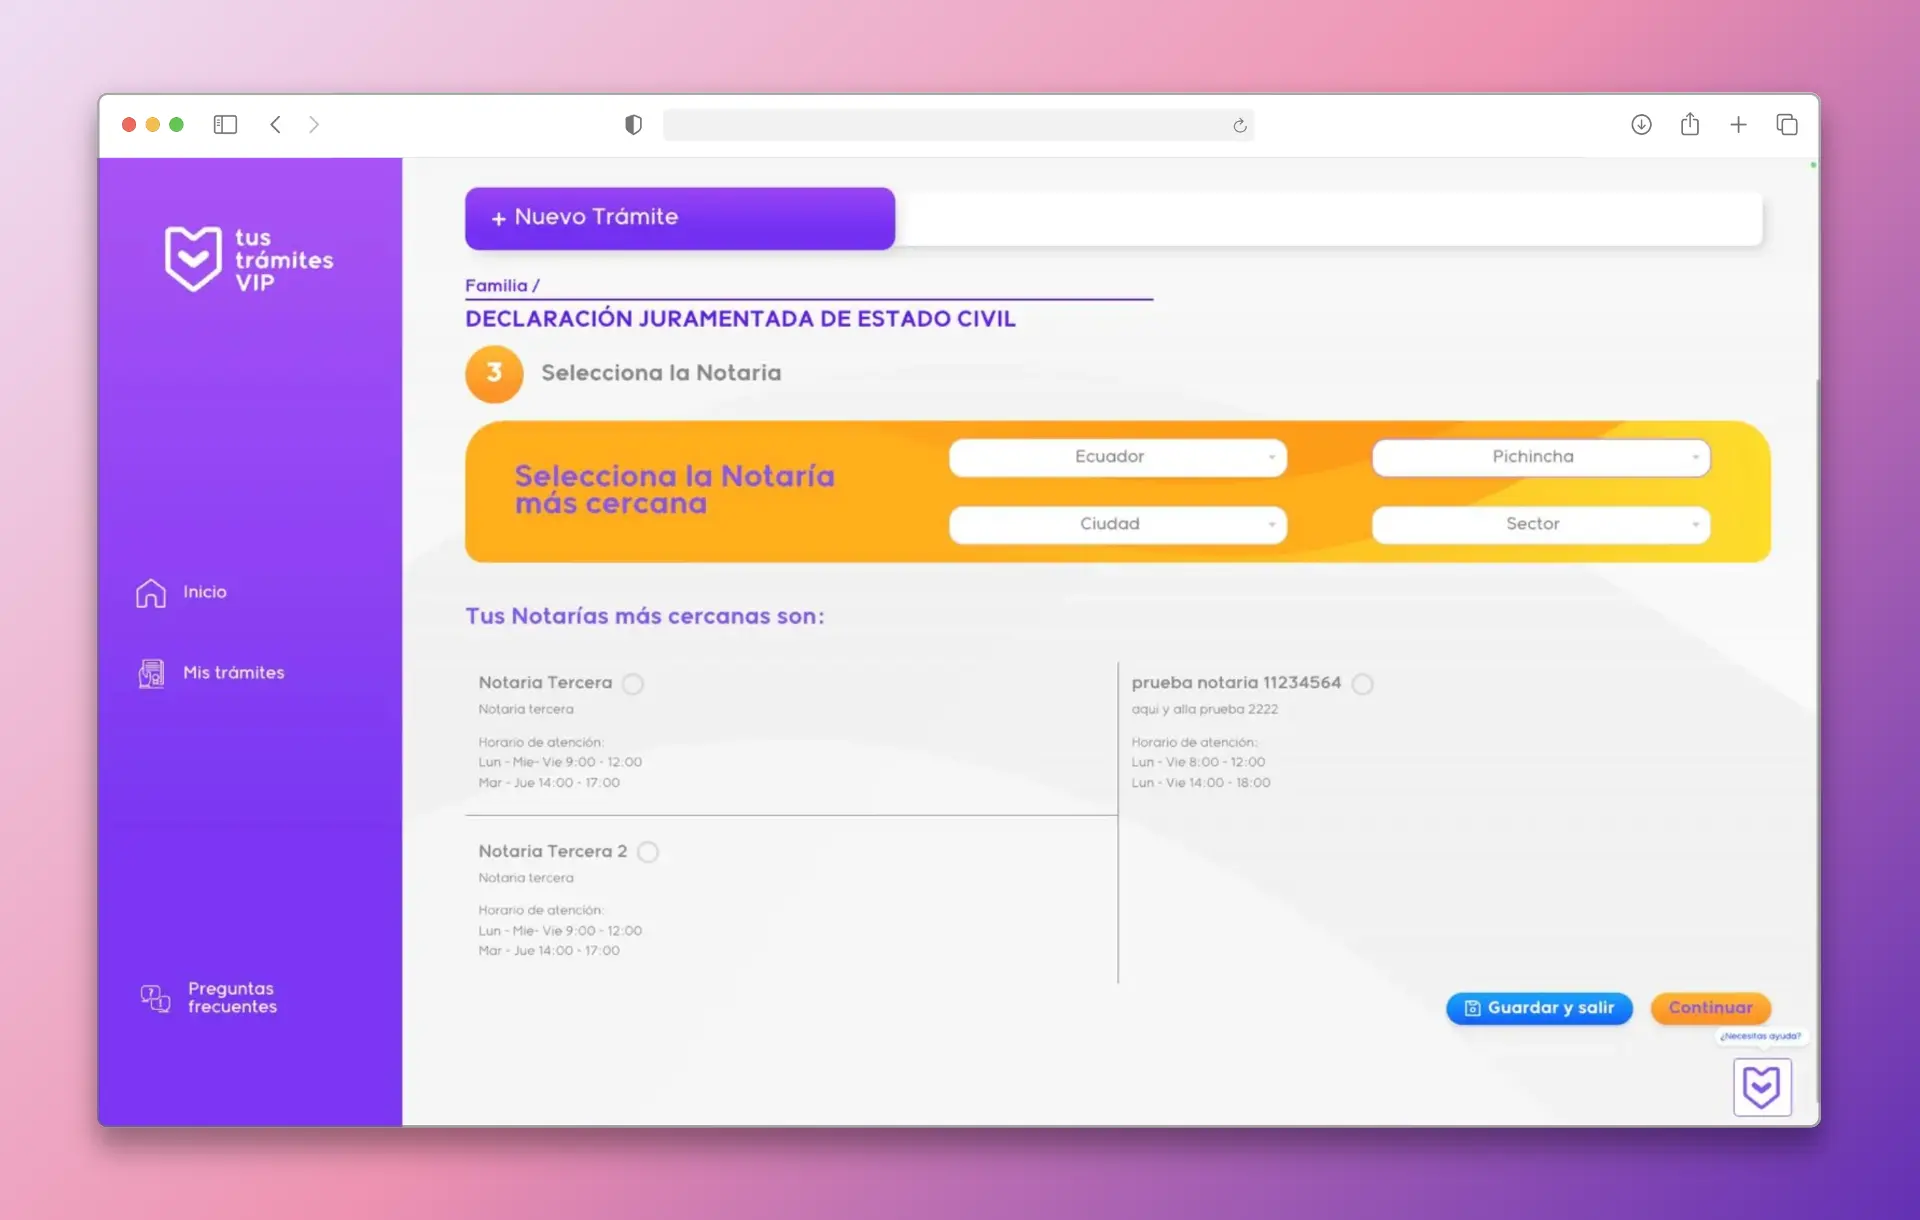 tus
trámites
VIP
Inicio
Mis trámites
Preguntas
frecuentes
+ Nuevo Trámite
Familia /
DECLARACIÓN JURAMENTADA DE ESTADO CIVIL
3
Selecciona la Notaria
Selecciona la Notaría
más cercana
Ecuador
Pichincha
Ciudad
Sector
Tus Notarías más cercanas son:
Notaria Tercera
Notaria tercera
Horario de atención:
Lun - Mie- Vie 9:00 - 12:00
Mar - Jue 14:00 - 17:00
prueba notaria 11234564
aqui y alla prueba 2222
Horario de atención:
Lun - Vie 8:00 - 12:00
Lun - Vie 14:00 - 18:00
Notaria Tercera 2
Notaria tercera
Horario de atención:
Lun - Mie- Vie 9:00 - 12:00
Mar - Jue 14:00 - 17:00
Guardar y salir
Continuar
¿Necesitas ayuda?